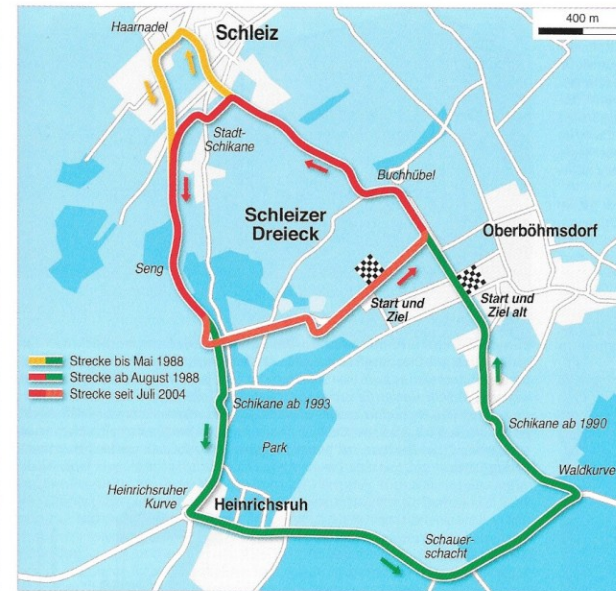 400 m
Haarnadel
Schleiz
Stadt-
Schikane
Buchhübel
Schleizer
Dreieck
Oberböhmsdorf
Seng
Start und
Ziel
Start und
Ziel alt
Strecke bis Mai 1988
Strecke ab August 1988
Strecke seit Juli 2004
Schikane ab 1993
Schikane ab 1990
Park
Waldkurve
Heinrichsruher
Kurve
Heinrichsruh
Schauer-
schacht